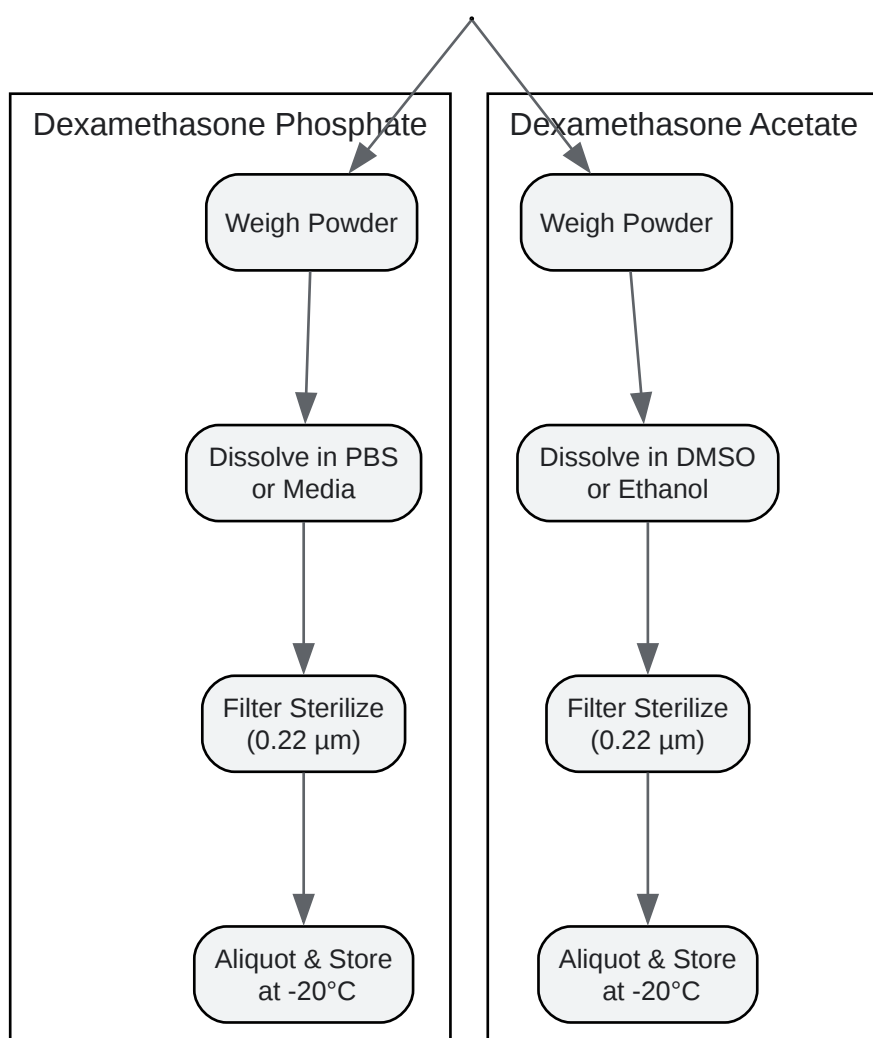 Dexamethasone Phosphate
Weigh Powder
Dissolve in PBS
or Media
Filter Sterilize
(0.22 µm)
Aliquot & Store
at -20°C
Dexamethasone Acetate
Weigh Powder
Dissolve in DMSO
or Ethanol
Filter Sterilize
(0.22 µm)
Aliquot & Store
at -20°C